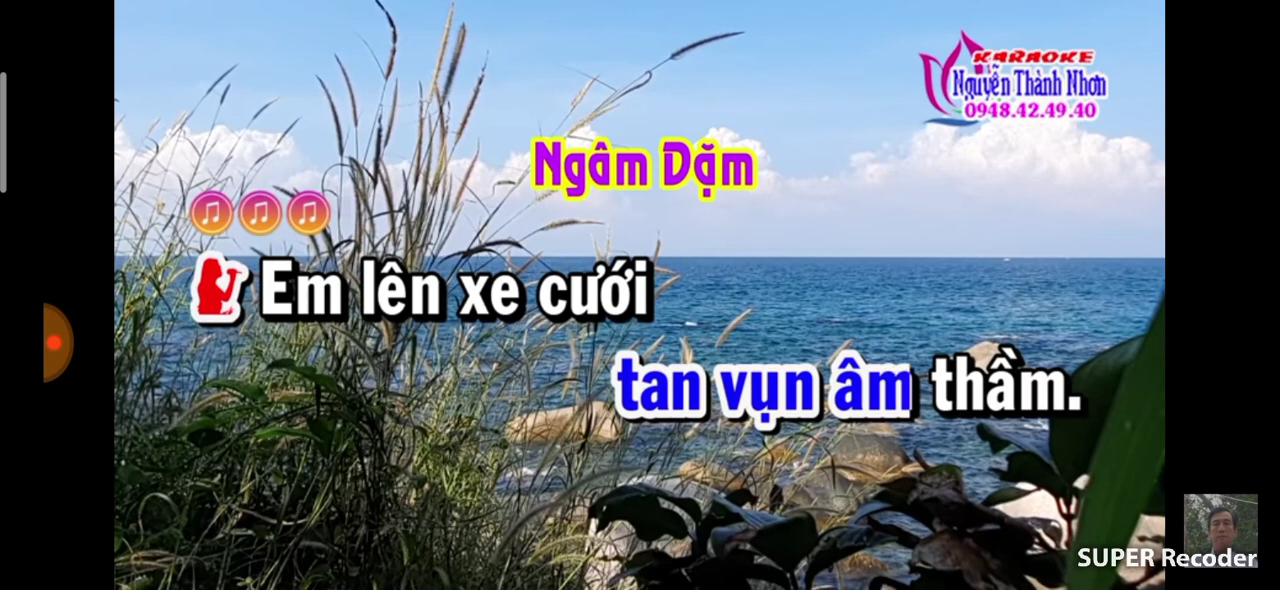 KARAOKE
Nguyễn Thành Nhơn
0948.42.49.40
Ngâm Dặm
Em lên xe cưới
tan vụn âm thầm.
SUPER Recoder